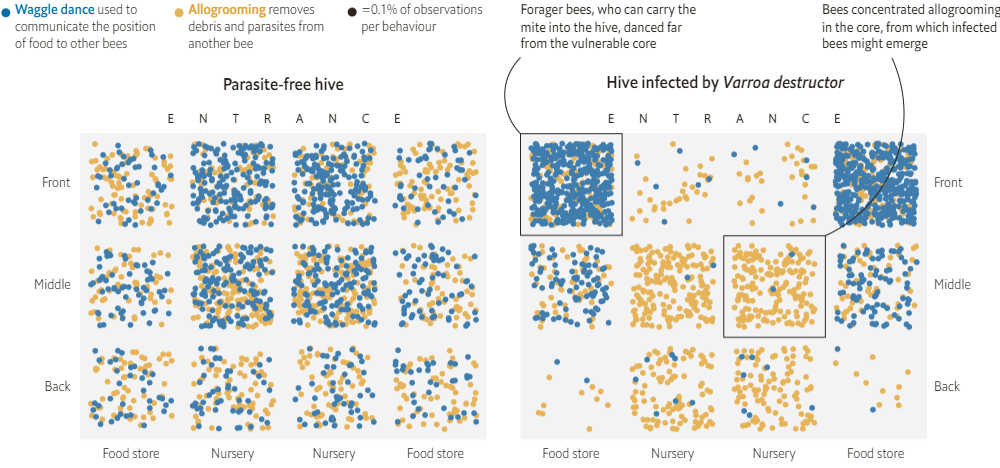 Waggle dance used to
communicate the position
of food to other bees
Allogrooming removes
debris and parasites from
another bee
=0.1% of observations
per behaviour
Forager bees, who can carry the
mite into the hive, danced far
from the vulnerable core
Bees concentrated allogrooming
in the core, from which infected
bees might emerge
Parasite-free hive
Hive infected by Varroa destructor
E N T R A N C E
E N T R A N C E
Front
Front
Middle
Middle
Back
Back
Food store Nursery Nursery Food store
Food store Nursery Nursery Food store